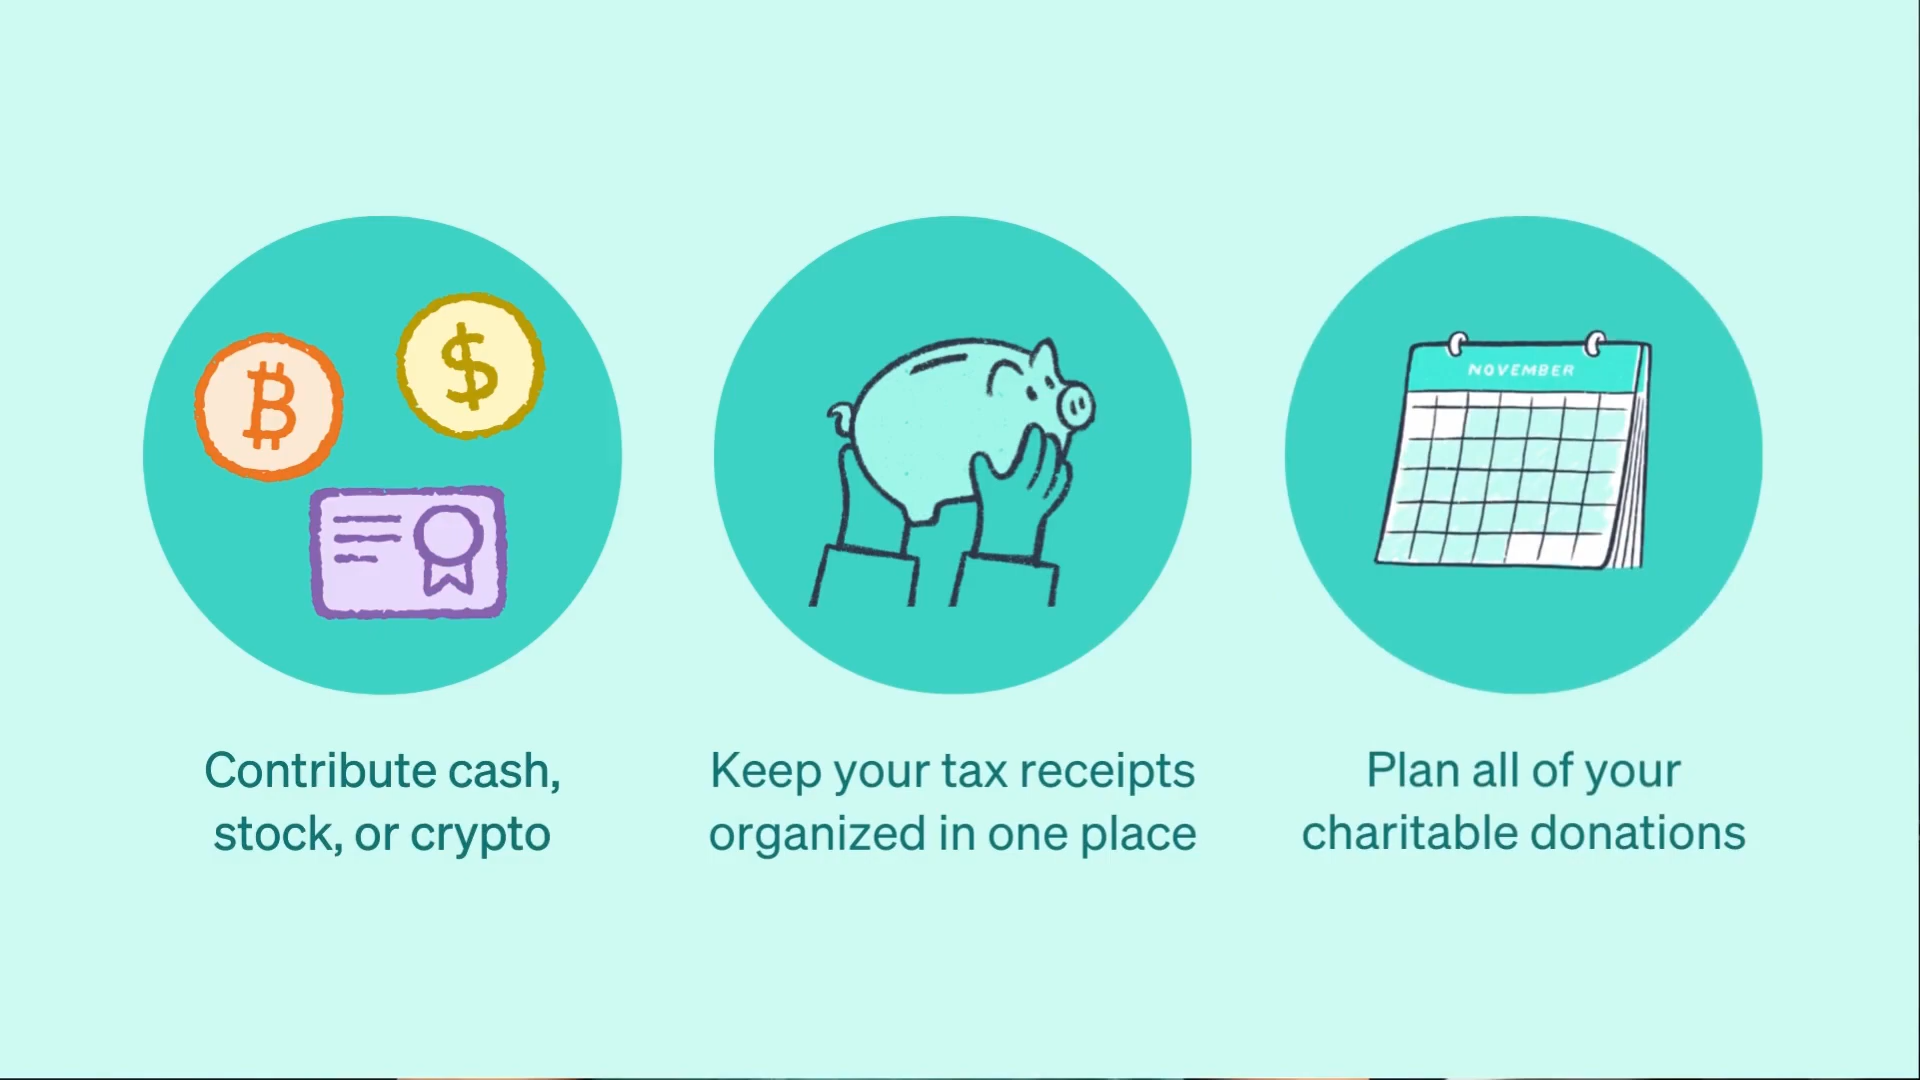 NOVEMBER
Contribute cash,
stock, or crypto
Keep your tax receipts
organized in one place
Plan all of your
charitable donations